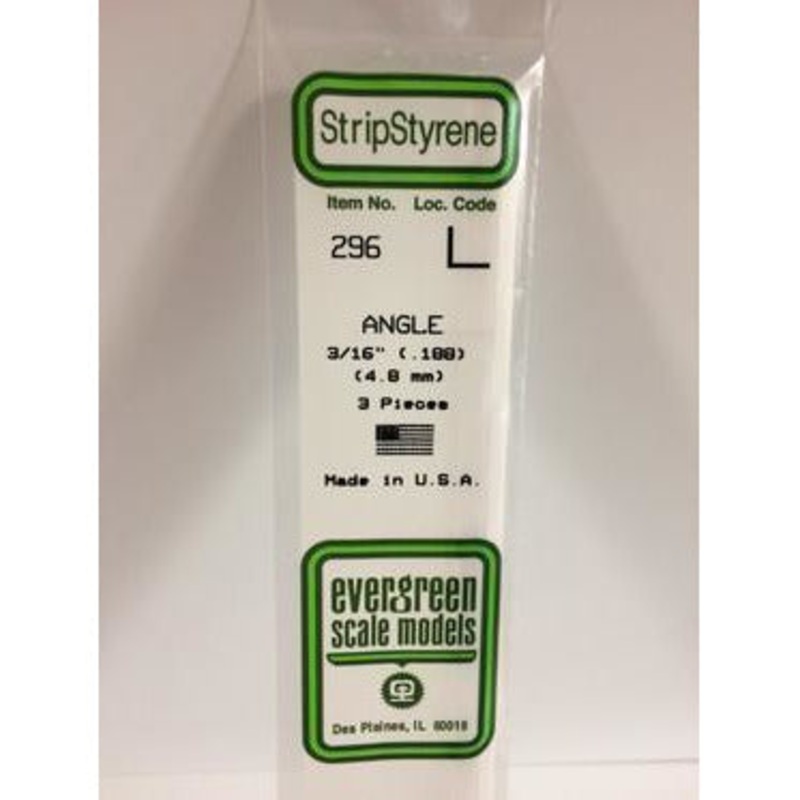 StripStyrene
Item No. Loc. Code
296 L
ANGLE
3/16" (.188)
(4.8 mm)
3 Pieces
Made in U.S.A.
evergreen
scale models
Des Plaines, IL 60018